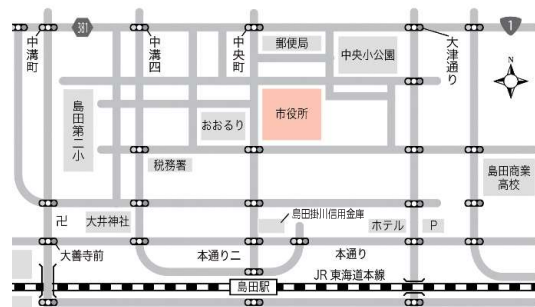 381
1
中溝町
中溝四
中央町
郵便局
中央小公園
大津通り
N
島田第二小
おおるり
市役所
税務署
島田商業
高校
卍
大井神社
島田掛川信用金庫
ホテル
P
大善寺前
本通り二
本通り
JR 東海道本線
島田駅